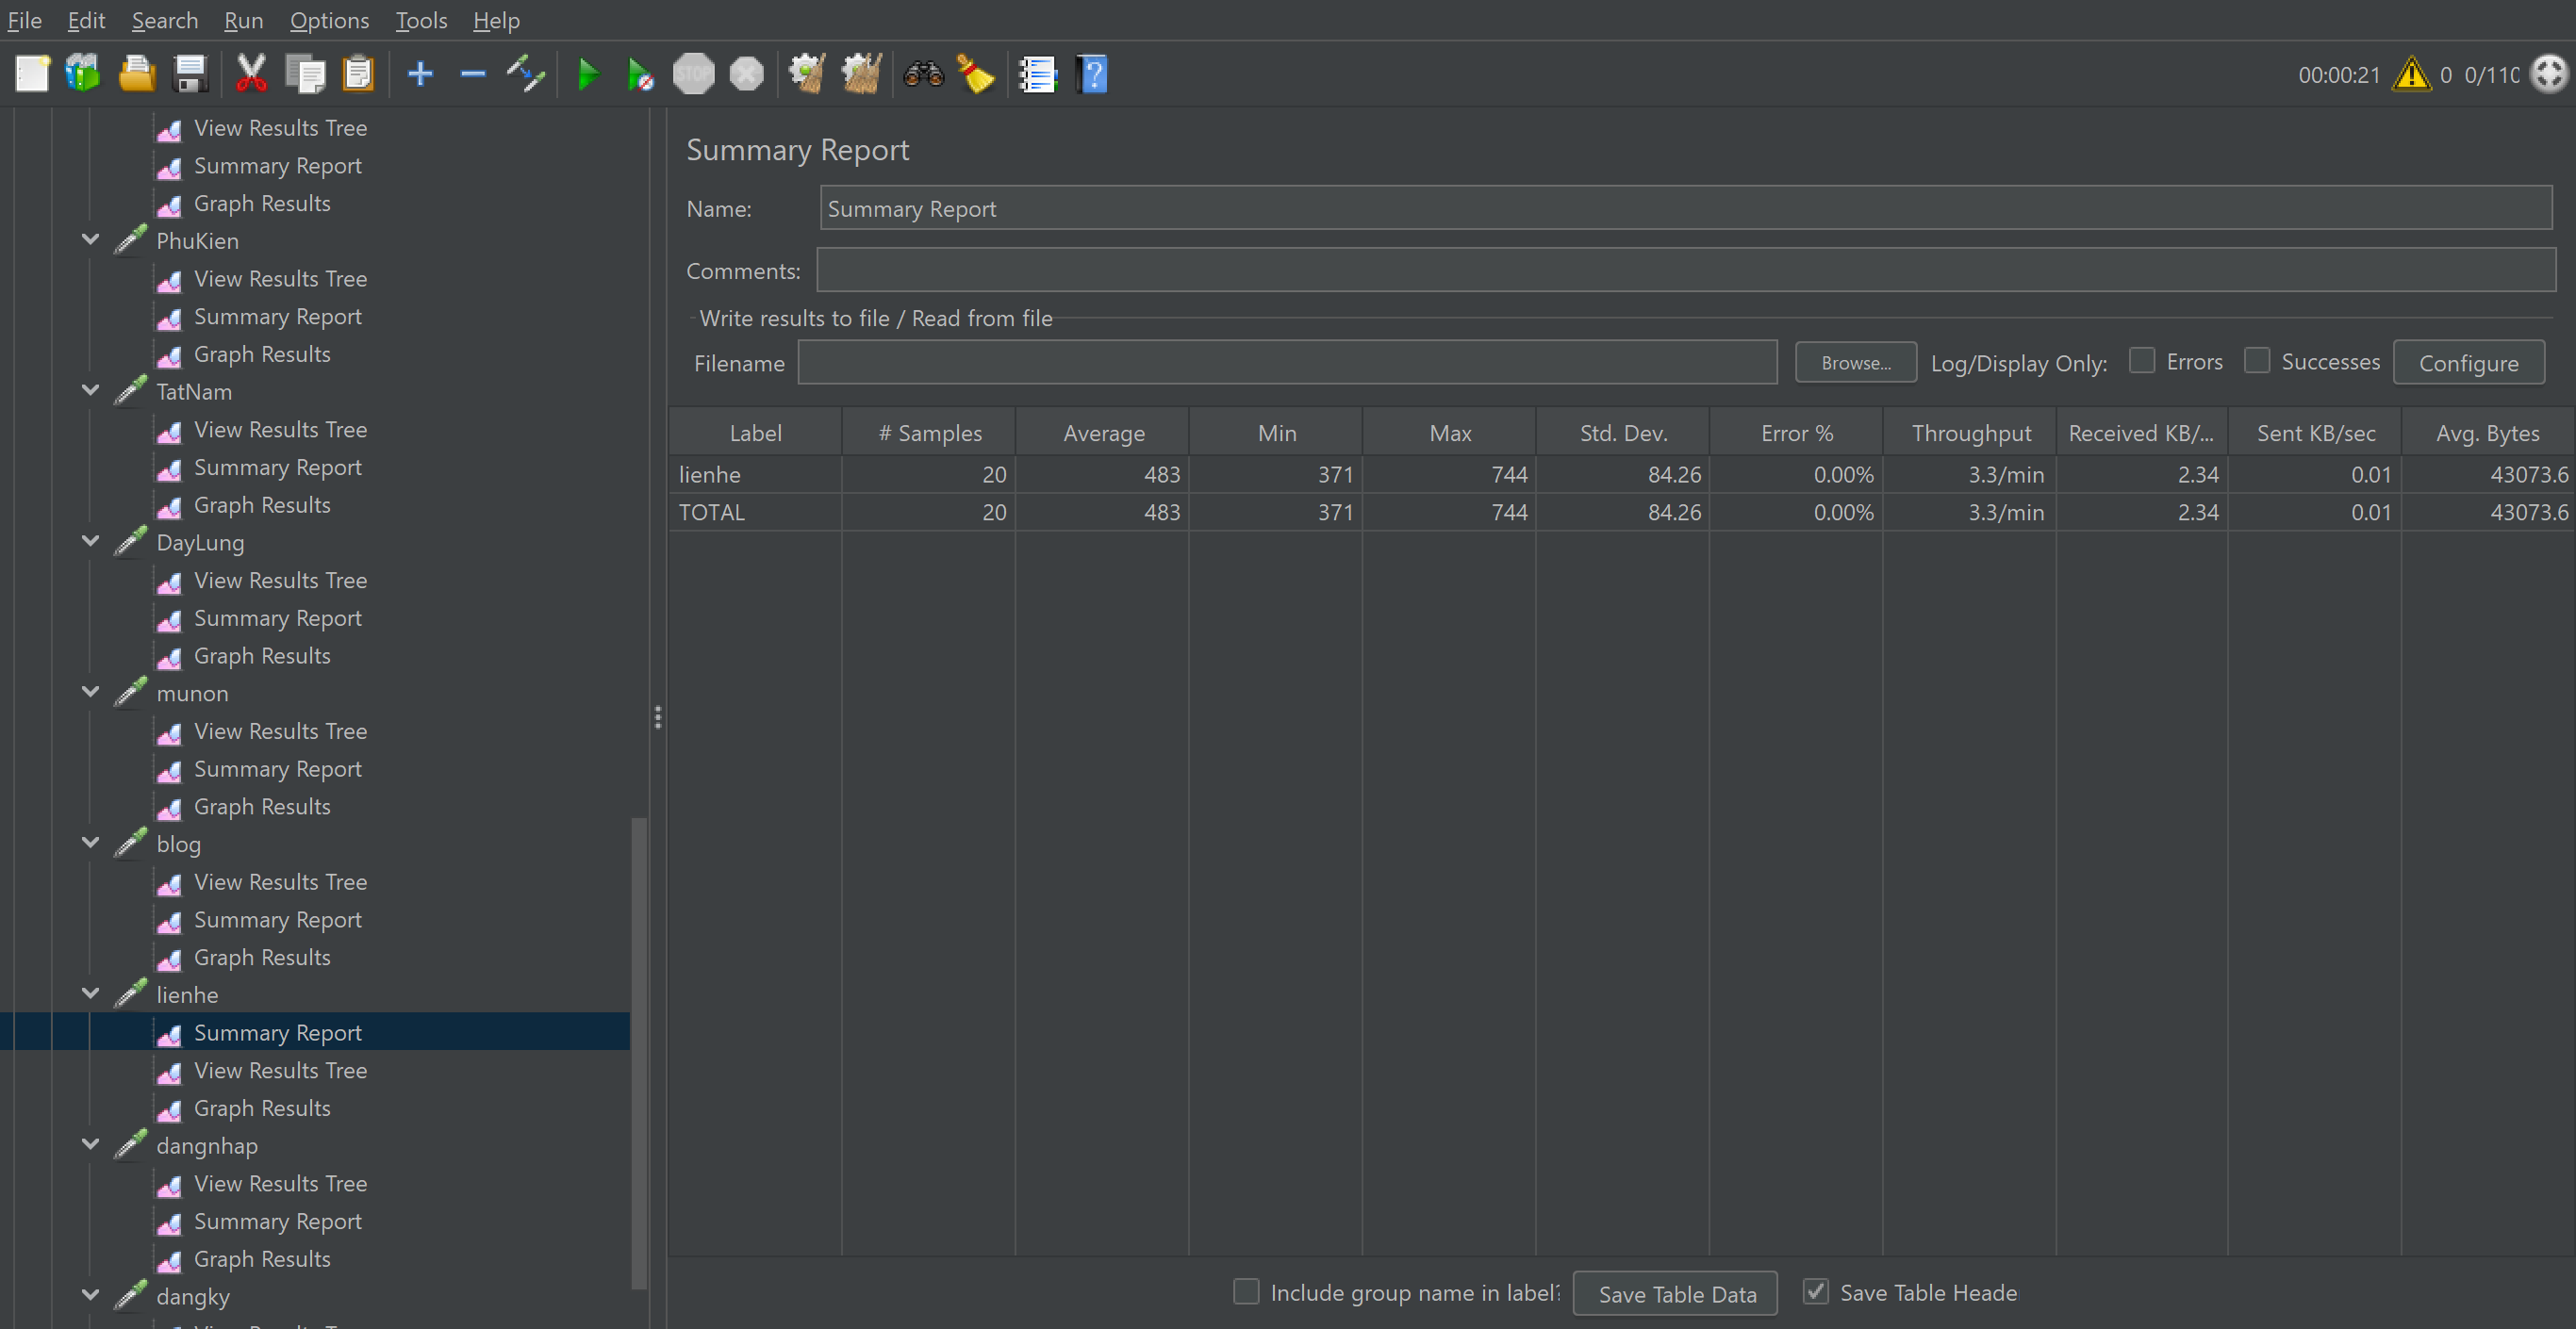 File Edit Search Run Options Tools Help
STOP
00:00:21 0 0/110
View Results Tree
Summary Report
Graph Results
PhuKien
View Results Tree
Summary Report
Graph Results
TatNam
View Results Tree
Summary Report
Graph Results
DayLung
View Results Tree
Summary Report
Graph Results
munon
View Results Tree
Summary Report
Graph Results
blog
View Results Tree
Summary Report
Graph Results
lienhe
Summary Report
View Results Tree
Graph Results
dangnhap
View Results Tree
Summary Report
Graph Results
dangky
View Results Tree
Summary Report
Name: Summary Report
Comments:
Write results to file / Read from file
Filename Browse... Log/Display Only: Errors Successes Configure
Label # Samples Average Min Max Std. Dev. Error % Throughput Received KB/... Sent KB/sec Avg. Bytes
lienhe 20 483 371 744 84.26 0.00% 3.3/min 2.34 0.01 43073.6
TOTAL 20 483 371 744 84.26 0.00% 3.3/min 2.34 0.01 43073.6
Include group name in label? Save Table Data Save Table Heade